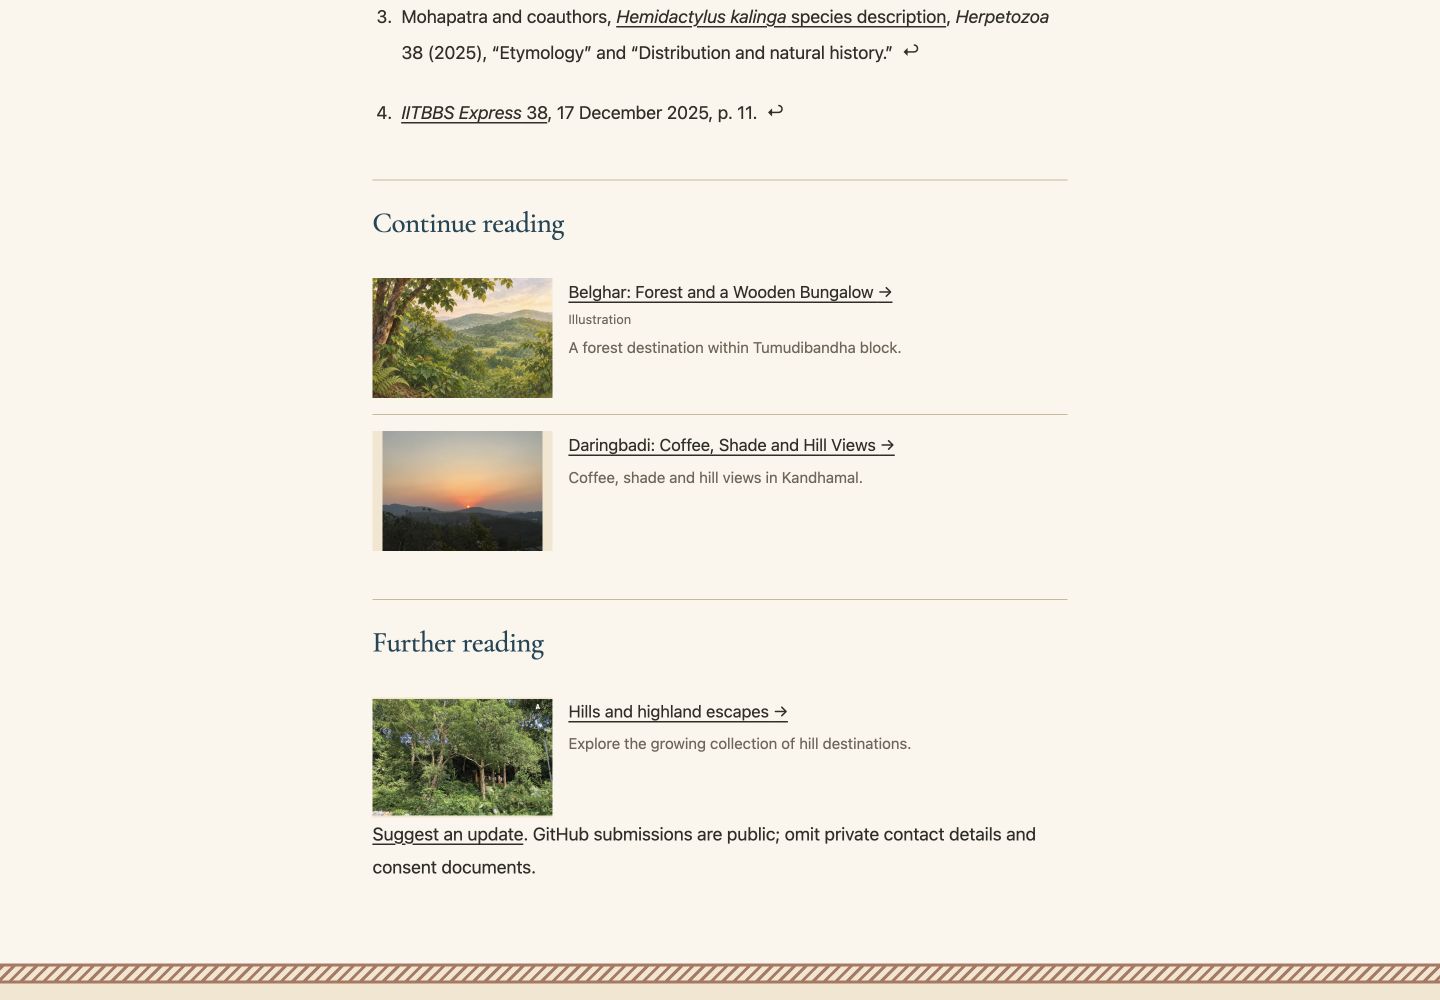 3. Mohapatra and coauthors, Hemidactylus kalinga species description, Herpetozoa
38 (2025), “Etymology” and “Distribution and natural history.” ↩
4. IITBBS Express 38, 17 December 2025, p. 11. ↩
Continue reading
Belghar: Forest and a Wooden Bungalow →
Illustration
A forest destination within Tumudibandha block.
Daringbadi: Coffee, Shade and Hill Views →
Coffee, shade and hill views in Kandhamal.
Further reading
Hills and highland escapes →
Explore the growing collection of hill destinations.
Suggest an update. GitHub submissions are public; omit private contact details and
consent documents.